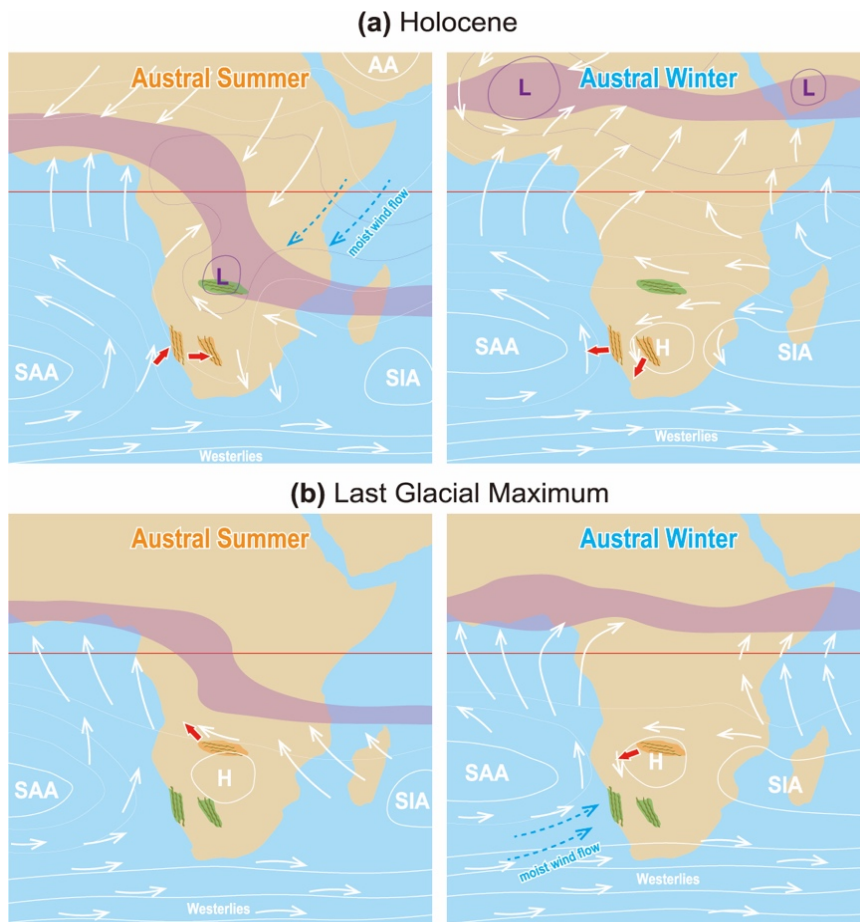 (a) Holocene
Austral Summer
AA
moist wind flow
L
SAA
SIA
Westerlies
Austral Winter
L
L
SAA
H
SIA
Westerlies
(b) Last Glacial Maximum
Austral Summer
SAA
H
SIA
Westerlies
Austral Winter
SAA
H
SIA
moist wind flow
Westerlies